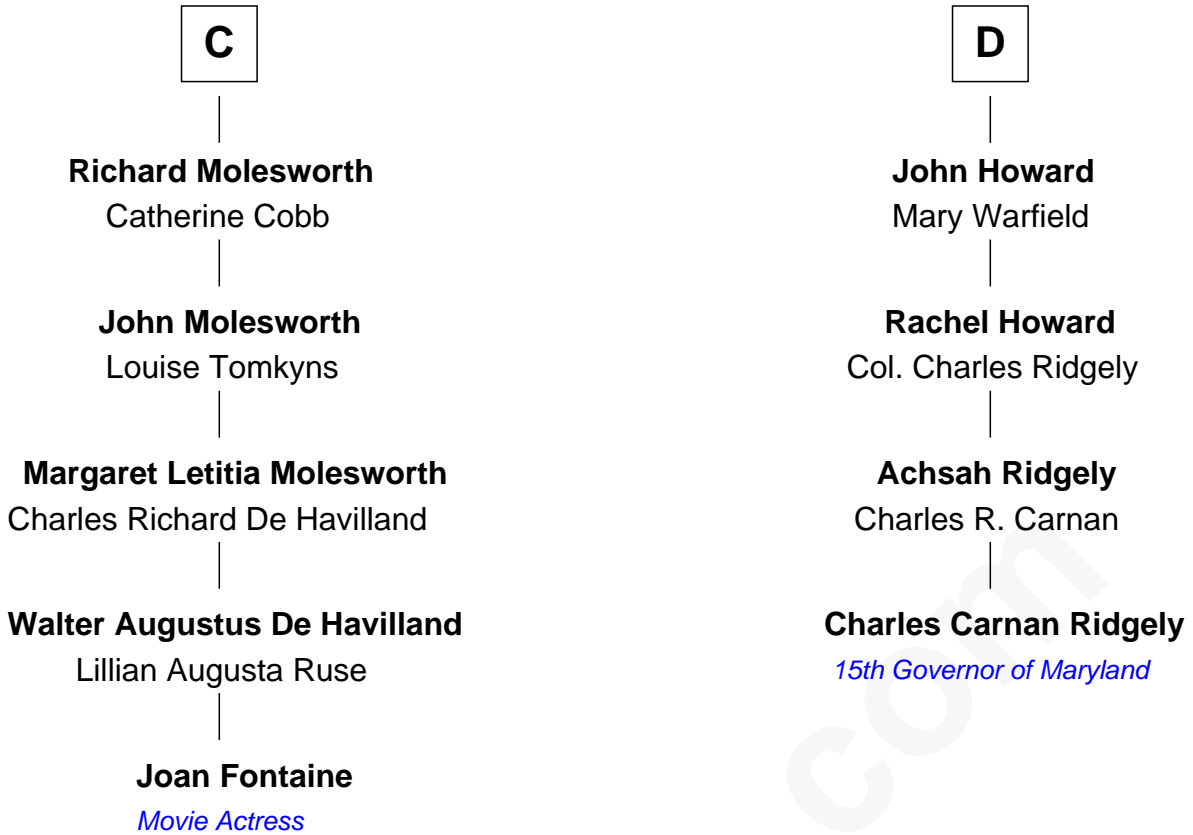 C
Richard Molesworth
Catherine Cobb
John Molesworth
Louise Tomkyns
Margaret Letitia Molesworth
Charles Richard De Havilland
Walter Augustus De Havilland
Lillian Augusta Ruse
Joan Fontaine
Movie Actress
D
John Howard
Mary Warfield
Rachel Howard
Col. Charles Ridgely
Achsah Ridgely
Charles R. Carnan
Charles Carnan Ridgely
15th Governor of Maryland
com